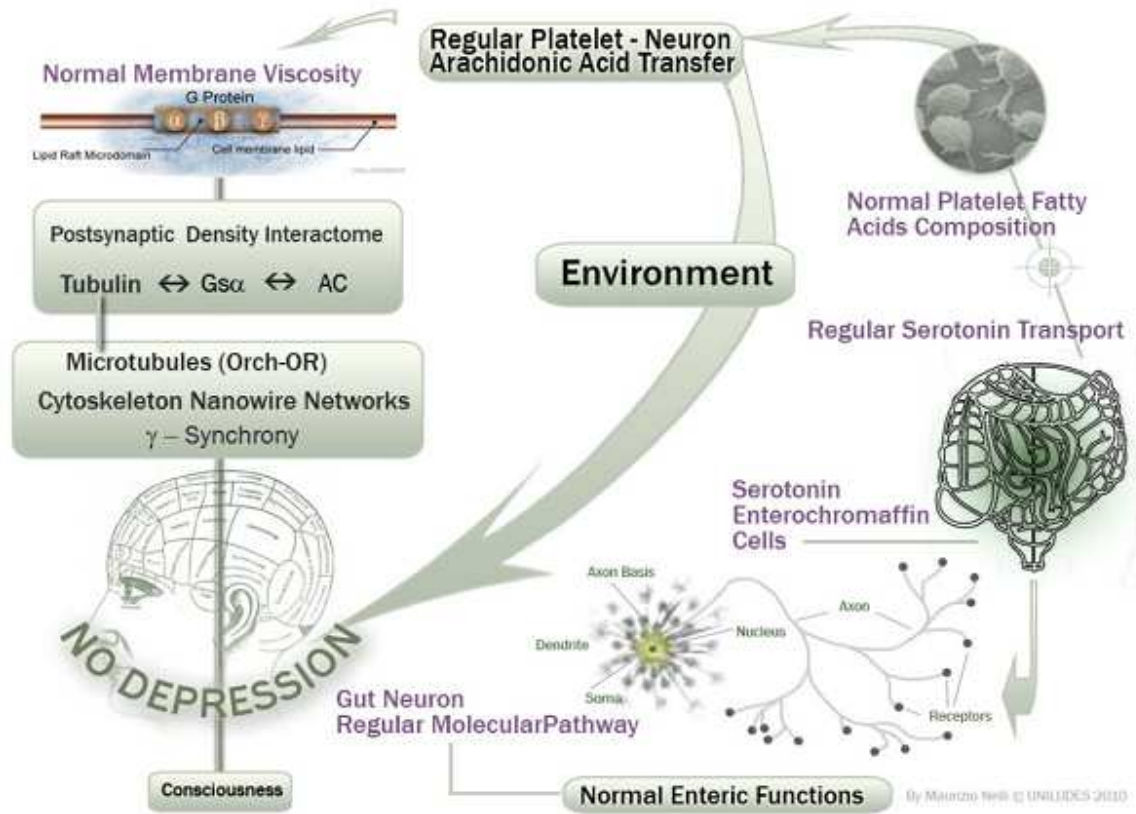 Regular Platelet - Neuron
Arachidonic Acid Transfer
Normal Membrane Viscosity
G Protein
α β γ
Lipid Raft Microdomain
Cell membrane lipid
Postsynaptic Density Interactome
Tubulin ↔ Gsα ↔ AC
Microtubules (Orch-OR)
Cytoskeleton Nanowire Networks
γ – Synchrony
NO DEPRESSION
Consciousness
Environment
Normal Platelet Fatty
Acids Composition
Regular Serotonin Transport
Serotonin
Enterochromaffin
Cells
Axon Basis
Dendrite
Soma
Nucleus
Axon
Receptors
Gut Neuron
Regular MolecularPathway
Normal Enteric Functions
By Maurizio © UNILUDES 2010